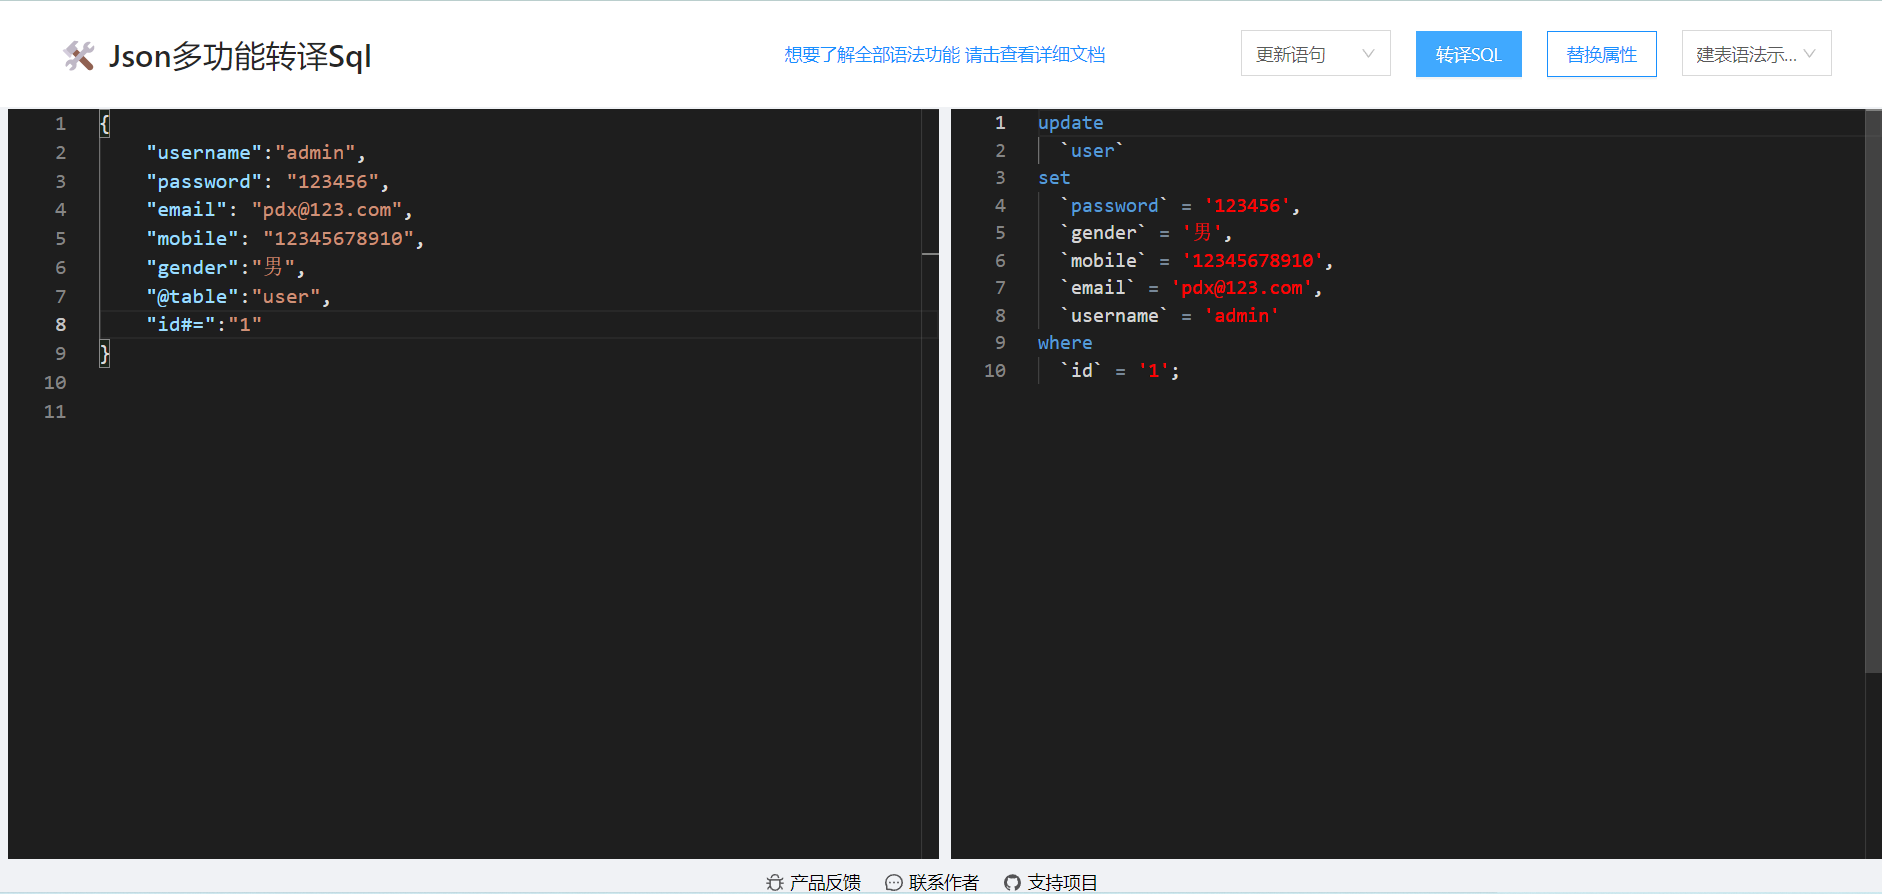 Json多功能转译Sql
想要了解全部语法功能 请击查看详细文档
更新语句
转译SQL
替换属性
建表语法示...
1 {
2 "username":"admin",
3 "password": "123456",
4 "email": "pdx@123.com",
5 "mobile": "12345678910",
6 "gender":"男",
7 "@table":"user",
8 "id#=":"1"
9 }
10
11
1 update
2 `user`
3 set
4 `password` = '123456',
5 `gender` = '男',
6 `mobile` = '12345678910',
7 `email` = 'pdx@123.com',
8 `username` = 'admin'
9 where
10 `id` = '1';
产品反馈
联系作者
支持项目